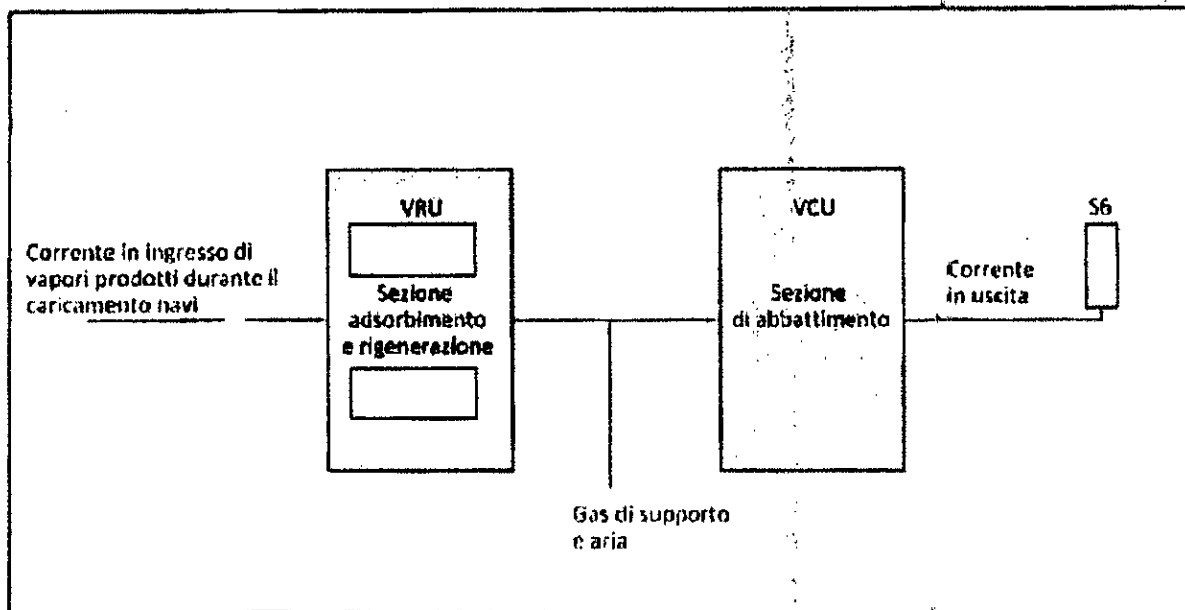 VRU
Sezione
adsorbimento
e rigenerazione
Corrente in ingresso di
vapori prodotti durante il
caricamento navi
VCU
Sezione
di abbattimento
S6
Corrente
in uscita
Gas di supporto
e aria